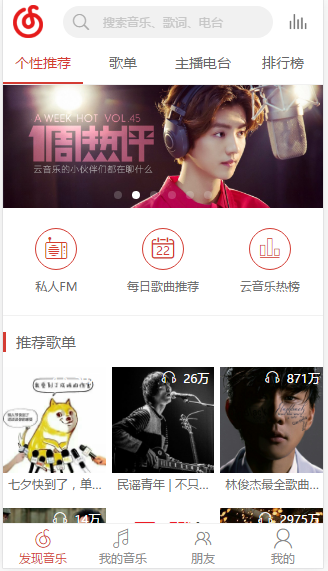 搜索音乐、歌词、电台
个性推荐 歌单 主播电台 排行榜
A WEEK HOT VOL.45
1周热评
云音乐的小伙伴们都在聊什么
22
私人FM 每日歌曲推荐 云音乐热榜
推荐歌单
26万 871万
七夕快到了，单... 民谣青年 | 不只... 林俊杰最全歌曲...
14万 2975万
发现音乐 我的音乐 朋友 我的